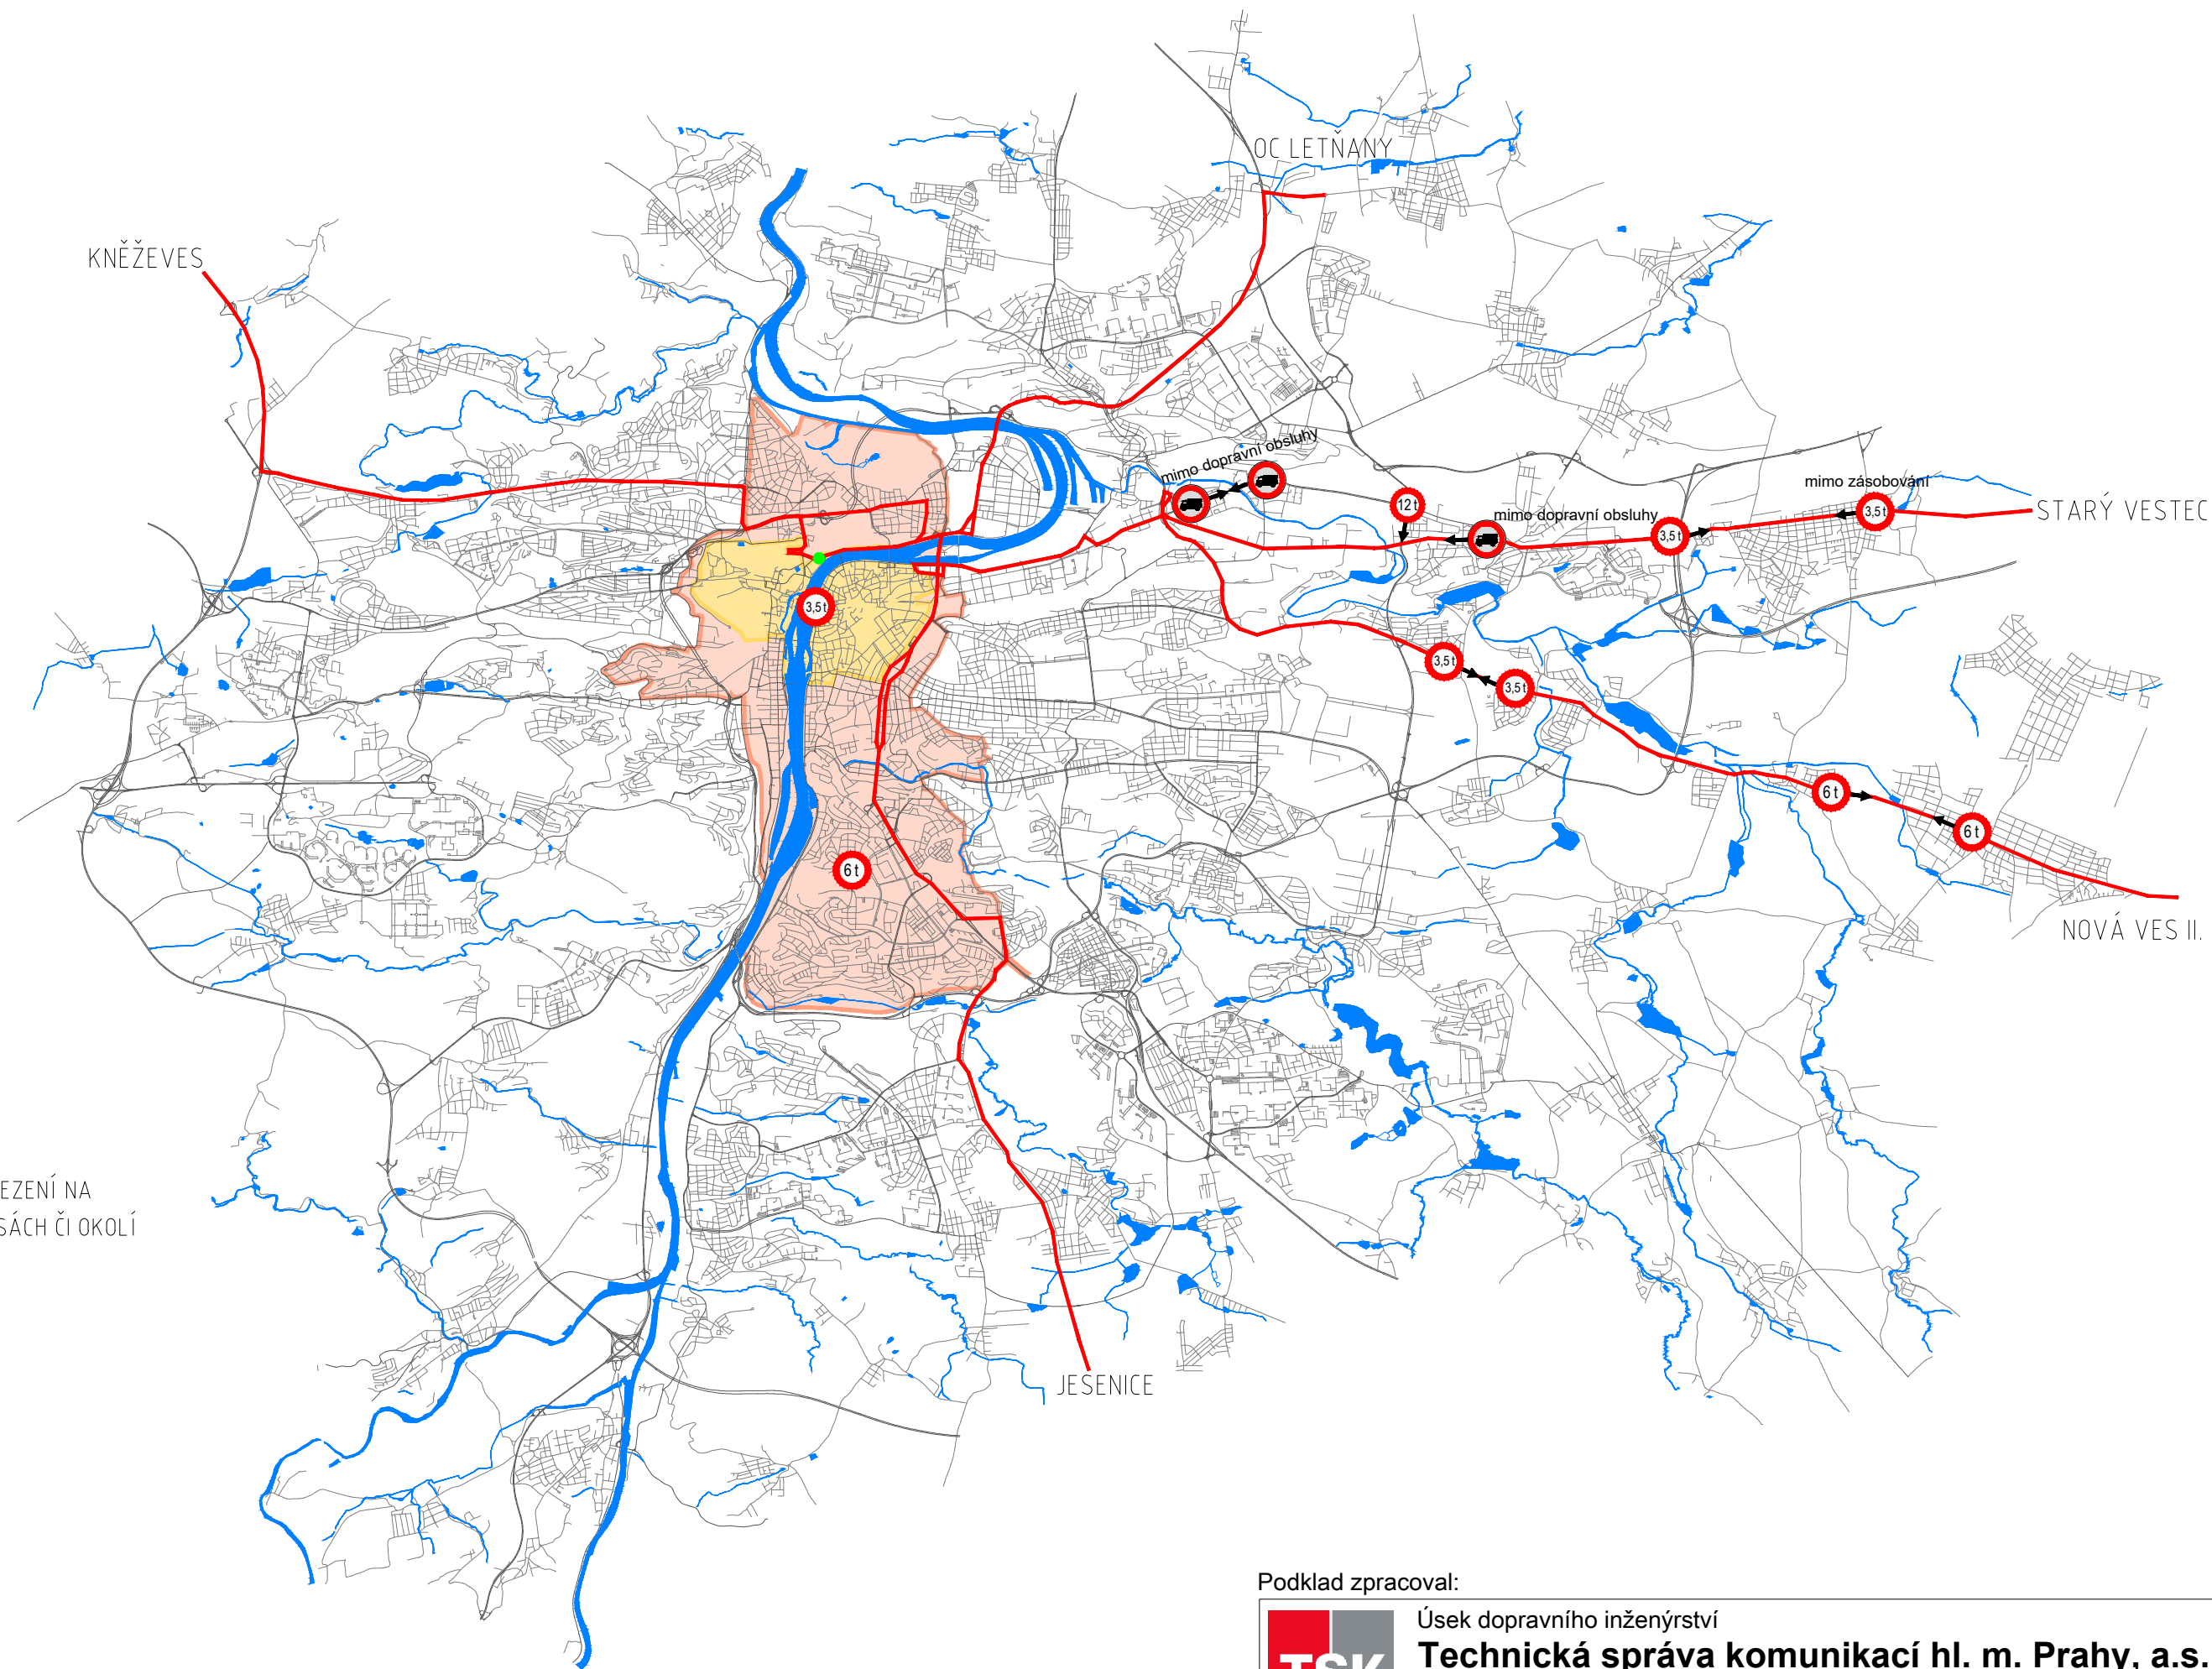 OC LETŇANY
KNĚŽEVES
mimo dopravní obsluhy
mimo zásobování
12 t
mimo dopravní obsluhy
3,5 t
3,5 t
STARÝ VESTEC
3,5 t
3,5 t
3,5 t
6 t
6 t
6 t
NOVÁ VES II.
EZENÍ NA
SÁCH ČI OKOLÍ
JESENICE
Podklad zpracoval:
Úsek dopravního inženýrství
TSK
Technická správa komunikací hl. m. Prahy, a.s.